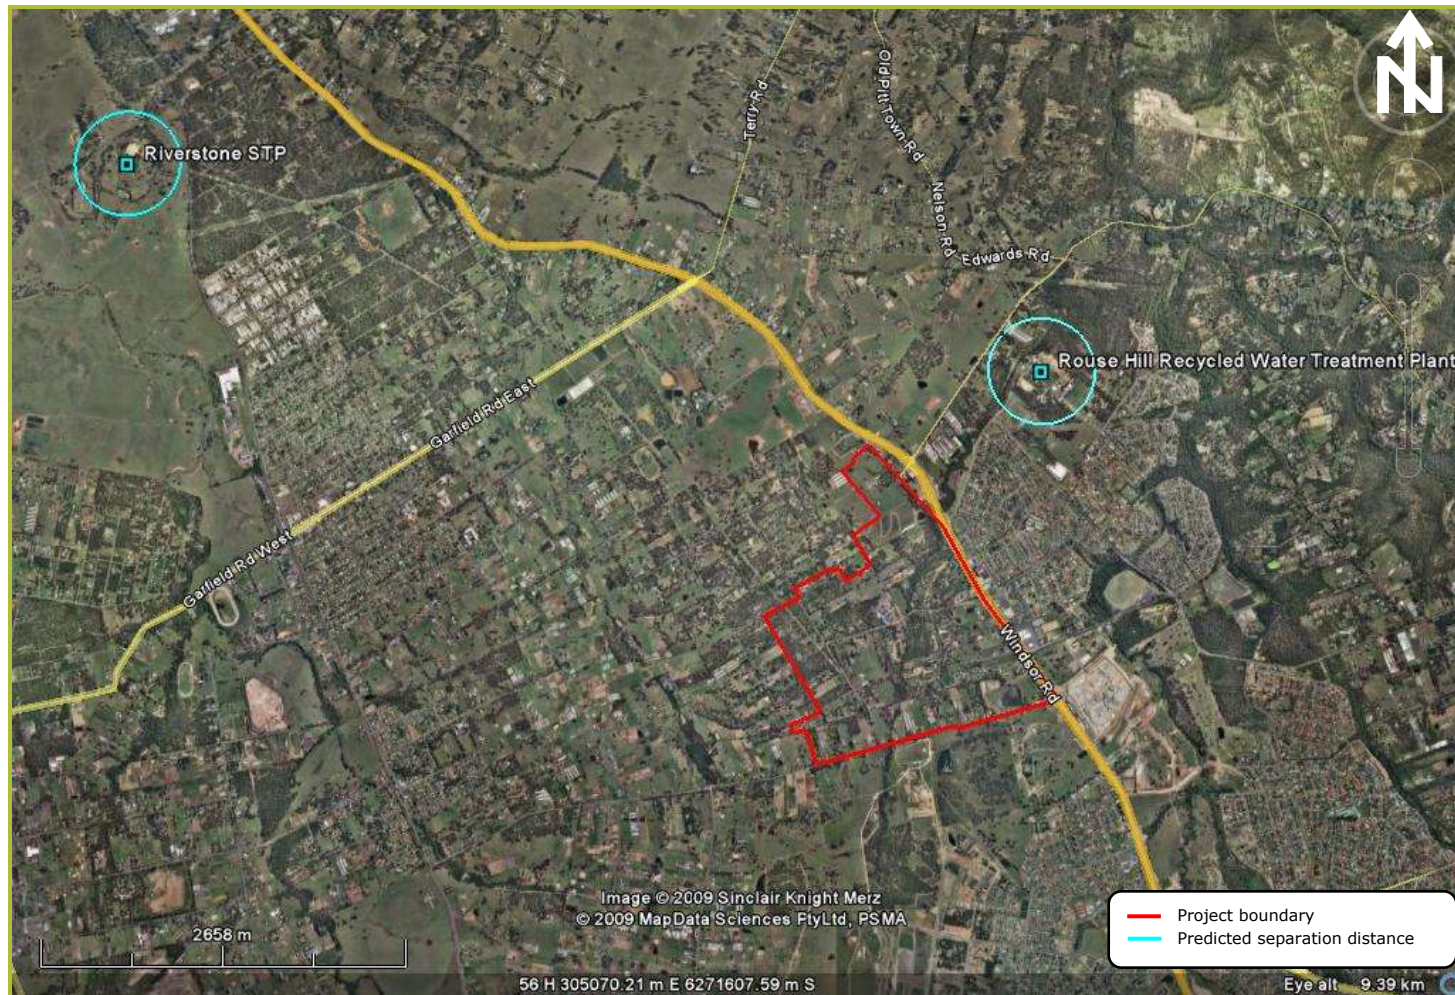 N
Terry Rd
Old Pitt Town Rd
Riverstone STP
Nelson Rd
Edwards Rd
Rouse Hill Recycled Water Treatment Plant
Garfield Rd East
Garfield Rd West
Windsor Rd
Image © 2009 Sinclair Knight Merz
© 2009 MapData Sciences PtyLtd, PSMA
Project boundary
Predicted separation distance
2658 m
56 H 305070.21 m E 6271607.59 m S
Eye alt 9.39 km